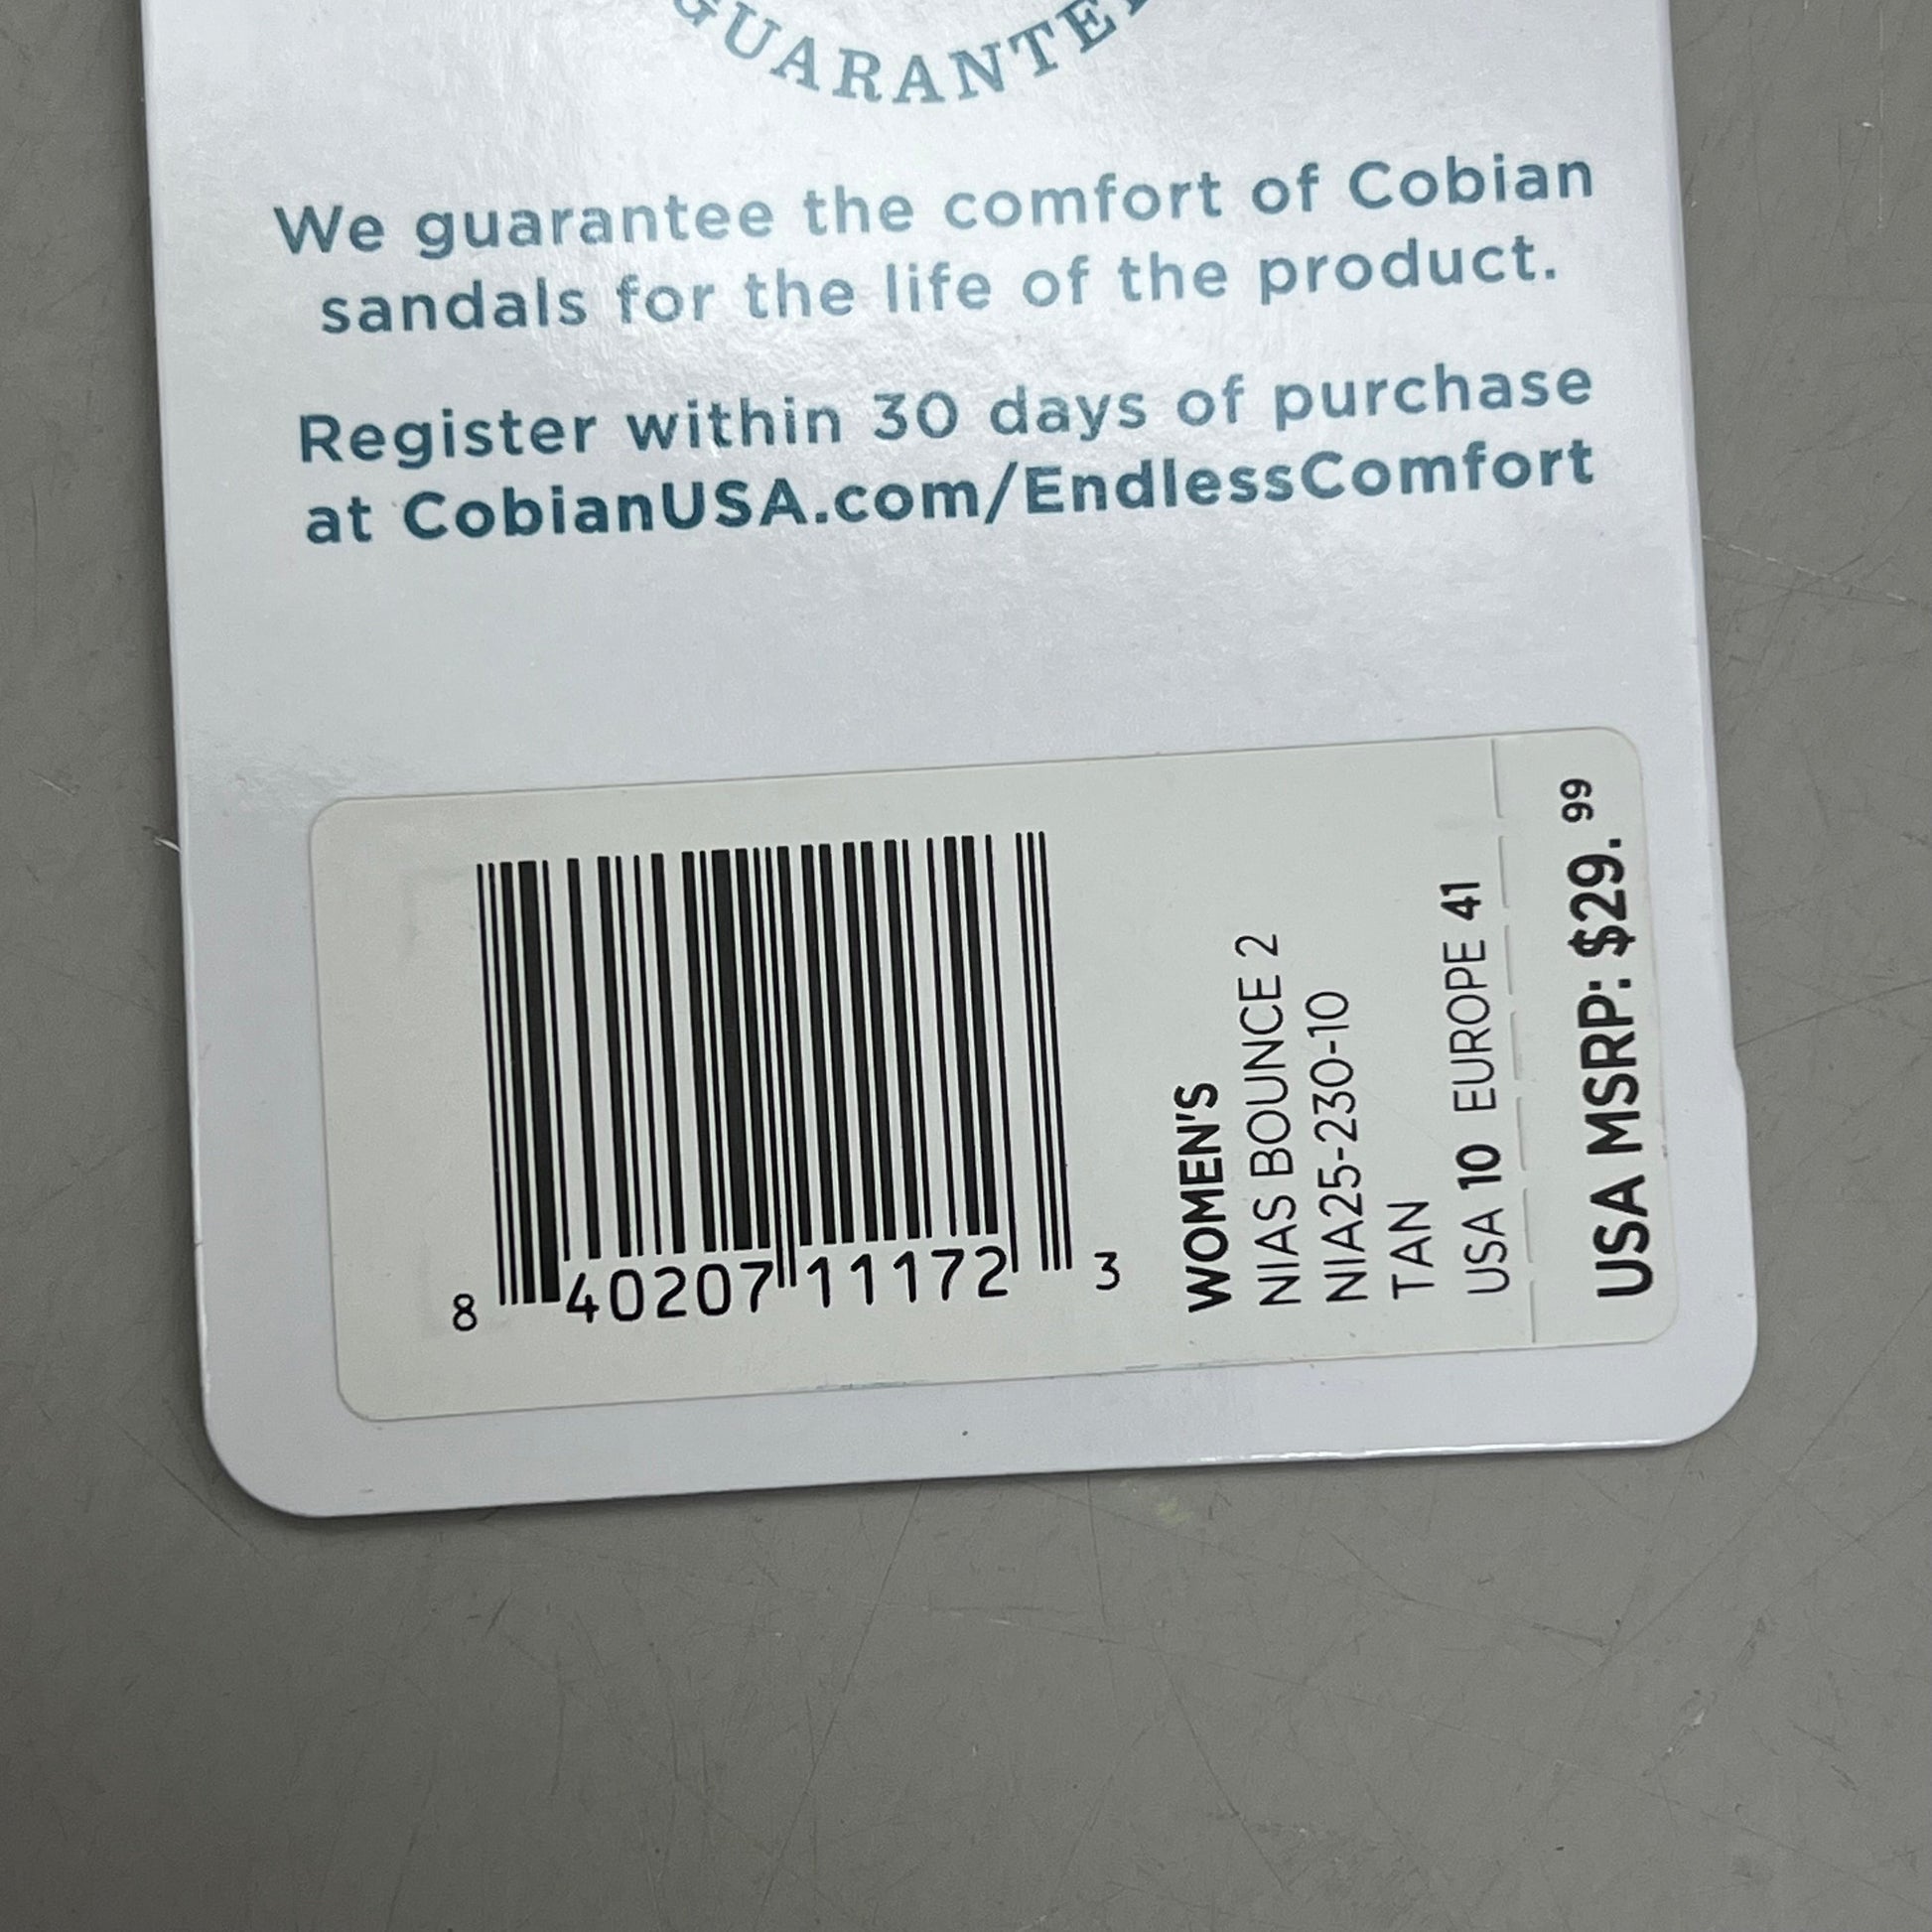 GUARANTEE
We guarantee the comfort of Cobian
sandals for the life of the product.
Register within 30 days of purchase
at CobianUSA.com/EndlessComfort
8 40207 11172 3
WOMEN'S
NIAS BOUNCE 2
NIA25-230-10
TAN
USA 10 EUROPE 41
USA MSRP: $29.99